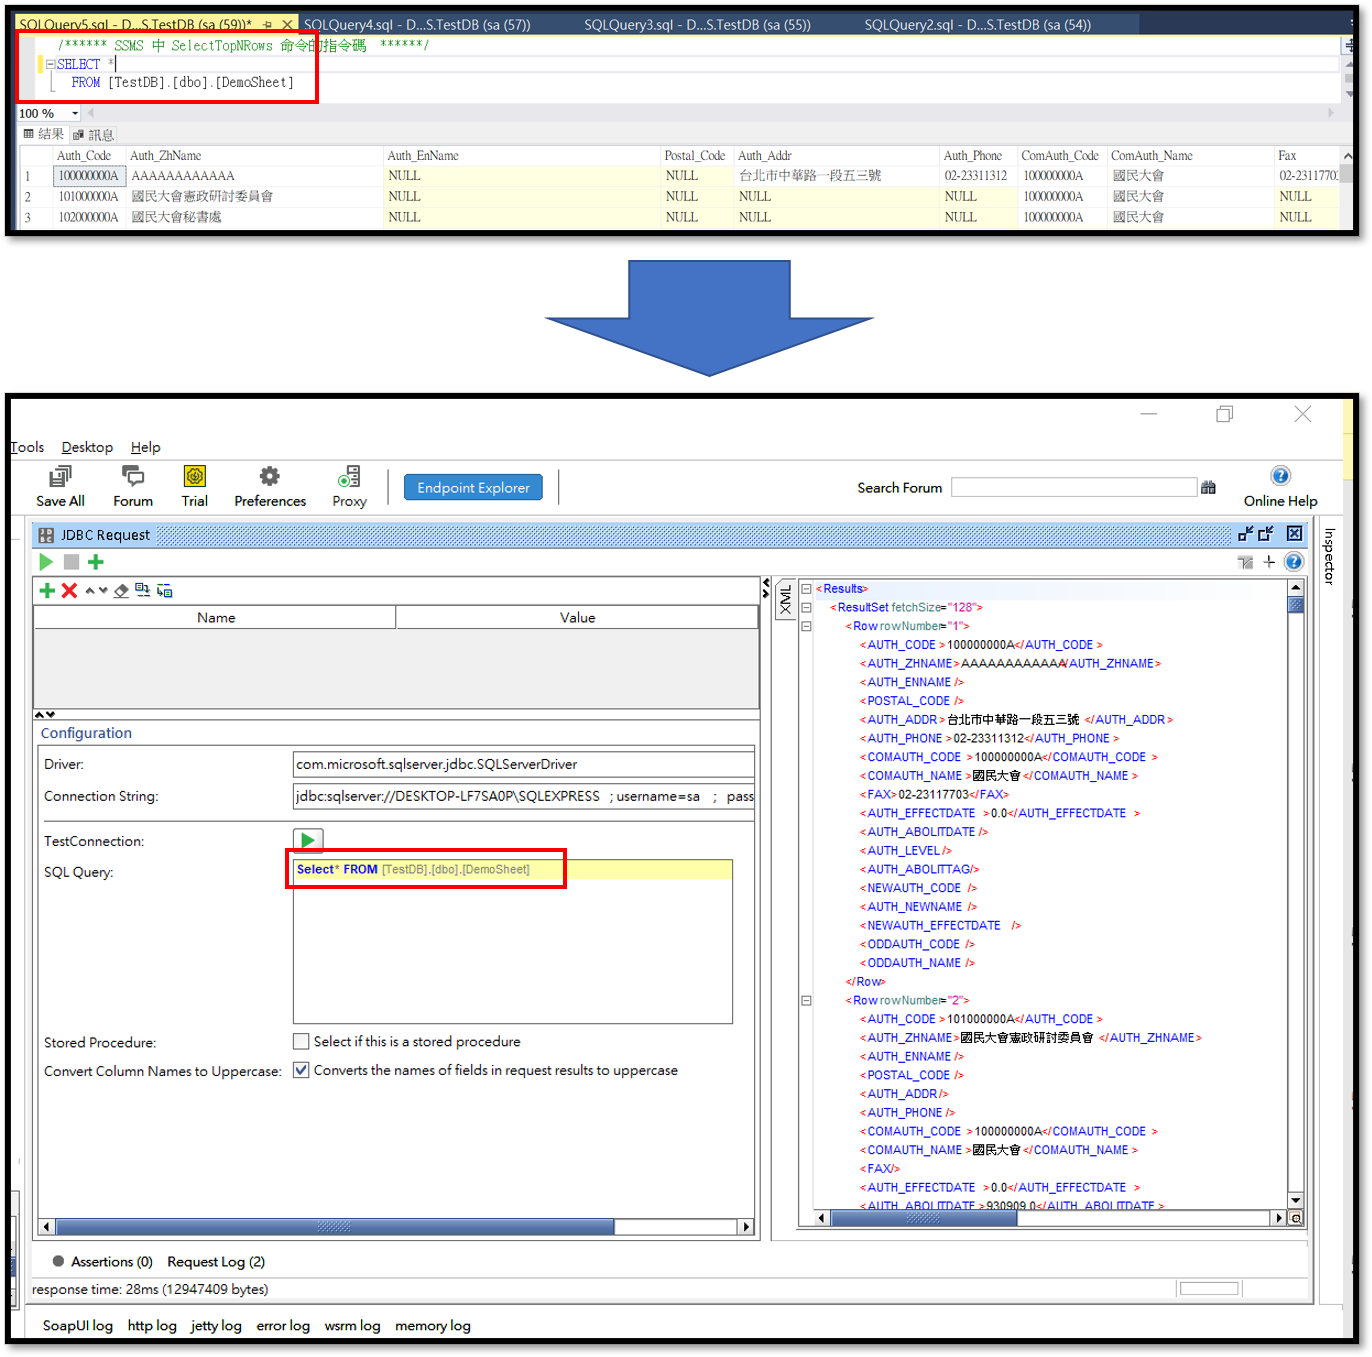 SQLQuery5.sql - D...S.TestDB (sa (59))* SQLQuery4.sql - D...S.TestDB (sa (57)) SQLQuery3.sql - D...S.TestDB (sa (55)) SQLQuery2.sql - D...S.TestDB (sa (54))
/****** SSMS 中 SelectTopNRows 命令的指令碼 ******/
SELECT *
FROM [TestDB].[dbo].[DemoSheet]
100 %
結果 訊息
Auth_Code Auth_ZhName Auth_EnName Postal_Code Auth_Addr Auth_Phone ComAuth_Code ComAuth_Name Fax
1 100000000A AAAAAAAAAAAA NULL NULL 台北市中華路一段五三號 02-23311312 100000000A 國民大會 02-23117703
2 101000000A 國民大會憲政研討委員會 NULL NULL NULL NULL 100000000A 國民大會 NULL
3 102000000A 國民大會秘書處 NULL NULL NULL NULL 100000000A 國民大會 NULL
Tools Desktop Help
Save All Forum Trial Preferences Proxy Endpoint Explorer Search Forum Online Help
JDBC Request
Inspector
Name Value
Configuration
Driver: com.microsoft.sqlserver.jdbc.SQLServerDriver
Connection String: jdbc:sqlserver://DESKTOP-LF7SA0P\SQLEXPRESS ; username=sa ; pass
TestConnection:
SQL Query: Select* FROM [TestDB].[dbo].[DemoSheet]
Stored Procedure: Select if this is a stored procedure
Convert Column Names to Uppercase: Converts the names of fields in request results to uppercase
XML
<Results>
<ResultSet fetchSize="128">
<Row rowNumber="1">
<AUTH_CODE >100000000A</AUTH_CODE >
<AUTH_ZHNAME>AAAAAAAAAAAA/AUTH_ZHNAME>
<AUTH_ENNAME />
<POSTAL_CODE />
<AUTH_ADDR >台北市中華路一段五三號 </AUTH_ADDR >
<AUTH_PHONE >02-23311312</AUTH_PHONE >
<COMAUTH_CODE >100000000A</COMAUTH_CODE >
<COMAUTH_NAME >國民大會</COMAUTH_NAME >
<FAX>02-23117703</FAX>
<AUTH_EFFECTDATE >0.0</AUTH_EFFECTDATE >
<AUTH_ABOLITDATE />
<AUTH_LEVEL />
<AUTH_ABOLITTAG/>
<NEWAUTH_CODE />
<AUTH_NEWNAME />
<NEWAUTH_EFFECTDATE />
<ODDAUTH_CODE />
<ODDAUTH_NAME />
</Row>
<Row rowNumber="2">
<AUTH_CODE >101000000A</AUTH_CODE >
<AUTH_ZHNAME>國民大會憲政研討委員會 </AUTH_ZHNAME>
<AUTH_ENNAME />
<POSTAL_CODE />
<AUTH_ADDR />
<AUTH_PHONE />
<COMAUTH_CODE >100000000A</COMAUTH_CODE >
<COMAUTH_NAME >國民大會</COMAUTH_NAME >
<FAX/>
<AUTH_EFFECTDATE >0.0</AUTH_EFFECTDATE >
<AUTH_ABOLITDATE >930909.0</AUTH_ABOLITDATE >
Assertions (0) Request Log (2)
response time: 28ms (12947409 bytes)
SoapUI log http log jetty log error log wsrm log memory log